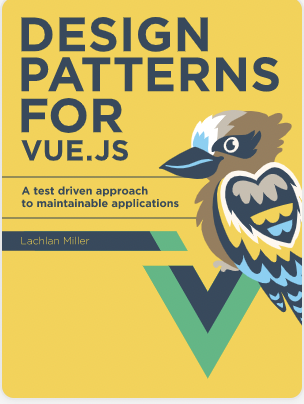 DESIGN
PATTERNS
FOR
VUE.JS
A test driven approach
to maintainable applications
Lachlan Miller